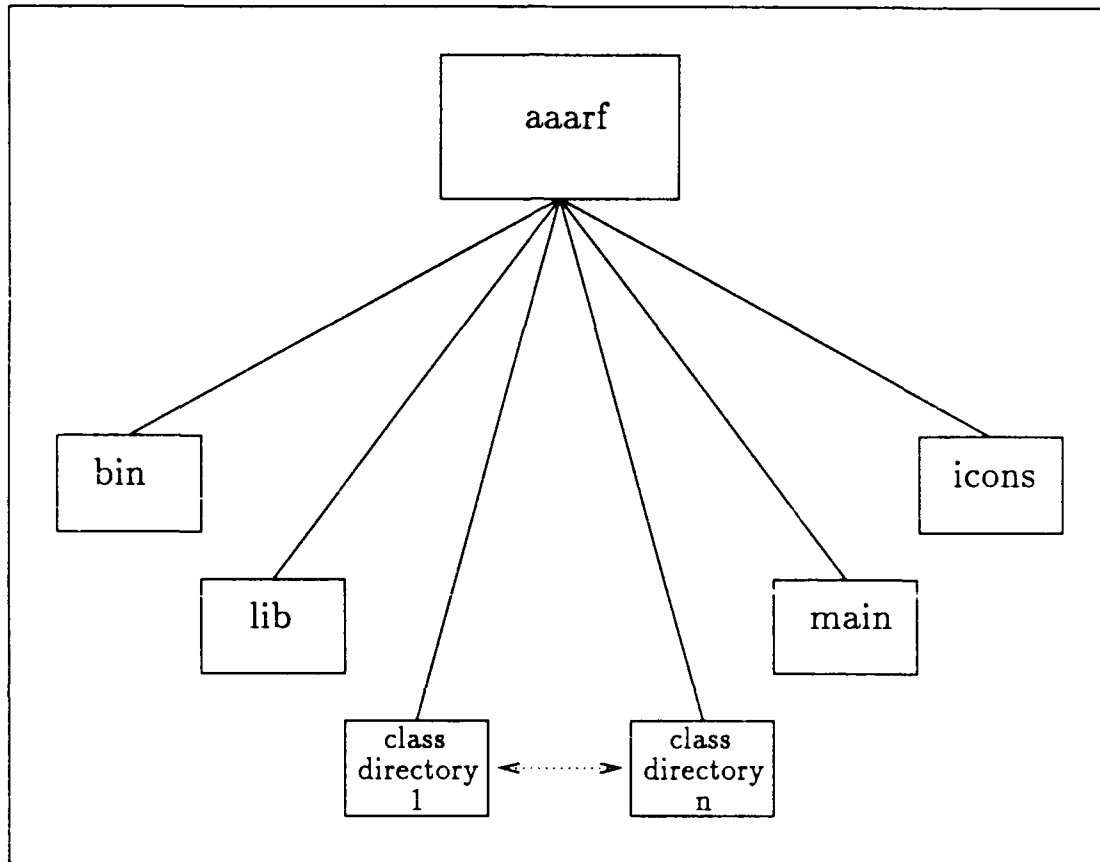 aaarf
bin
icons
lib
main
class
directory
1
class
directory
n